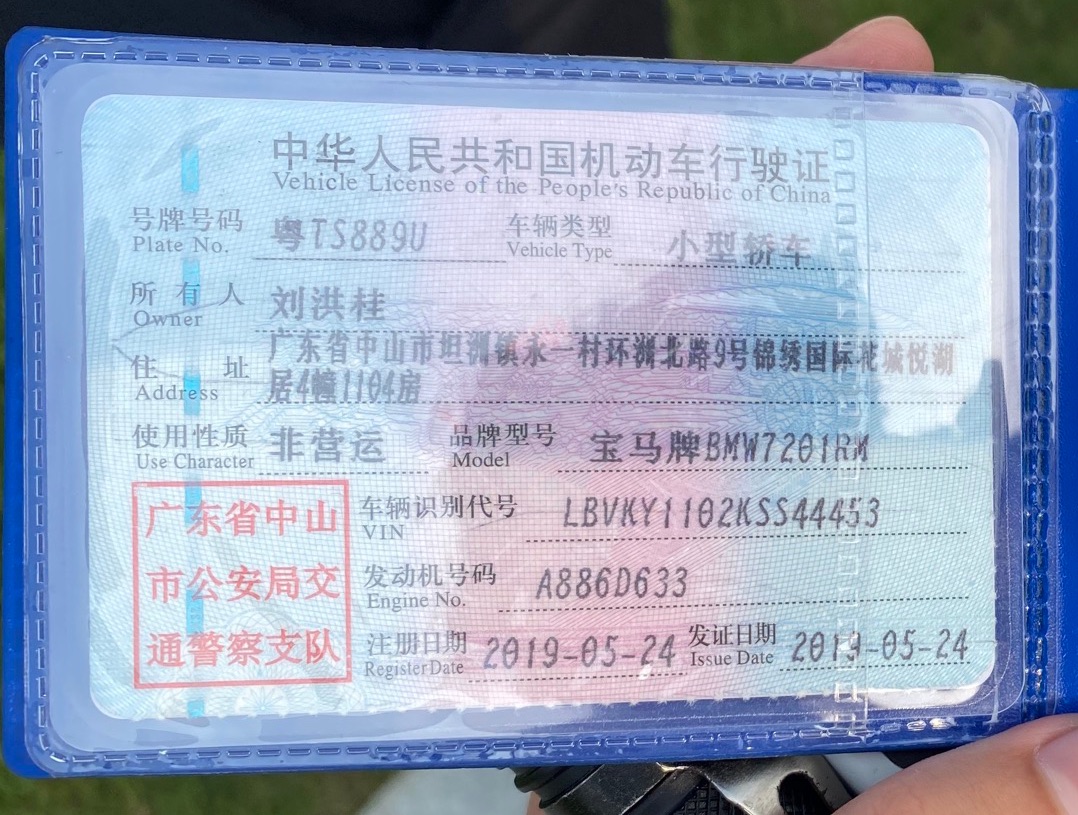 中华人民共和国机动车行驶证
Vehicle License of the People's Republic of China
号牌号码 粤TS889U 车辆类型 小型轿车
Plate No. Vehicle Type
所有人 刘洪桂
Owner
住址 广东省中山市坦洲镇永一村环洲北路9号锦绣国际花城悦湖
Address 居4幢1104房
使用性质 非营运 品牌型号 宝马牌BMW7201RM
Use Character Model
广东省中山
市公安局交
通警察支队
车辆识别代号 LBVKY1102KSS44453
VIN
发动机号码 A886D633
Engine No.
注册日期 2019-05-24 发证日期 2019-05-24
Register Date Issue Date